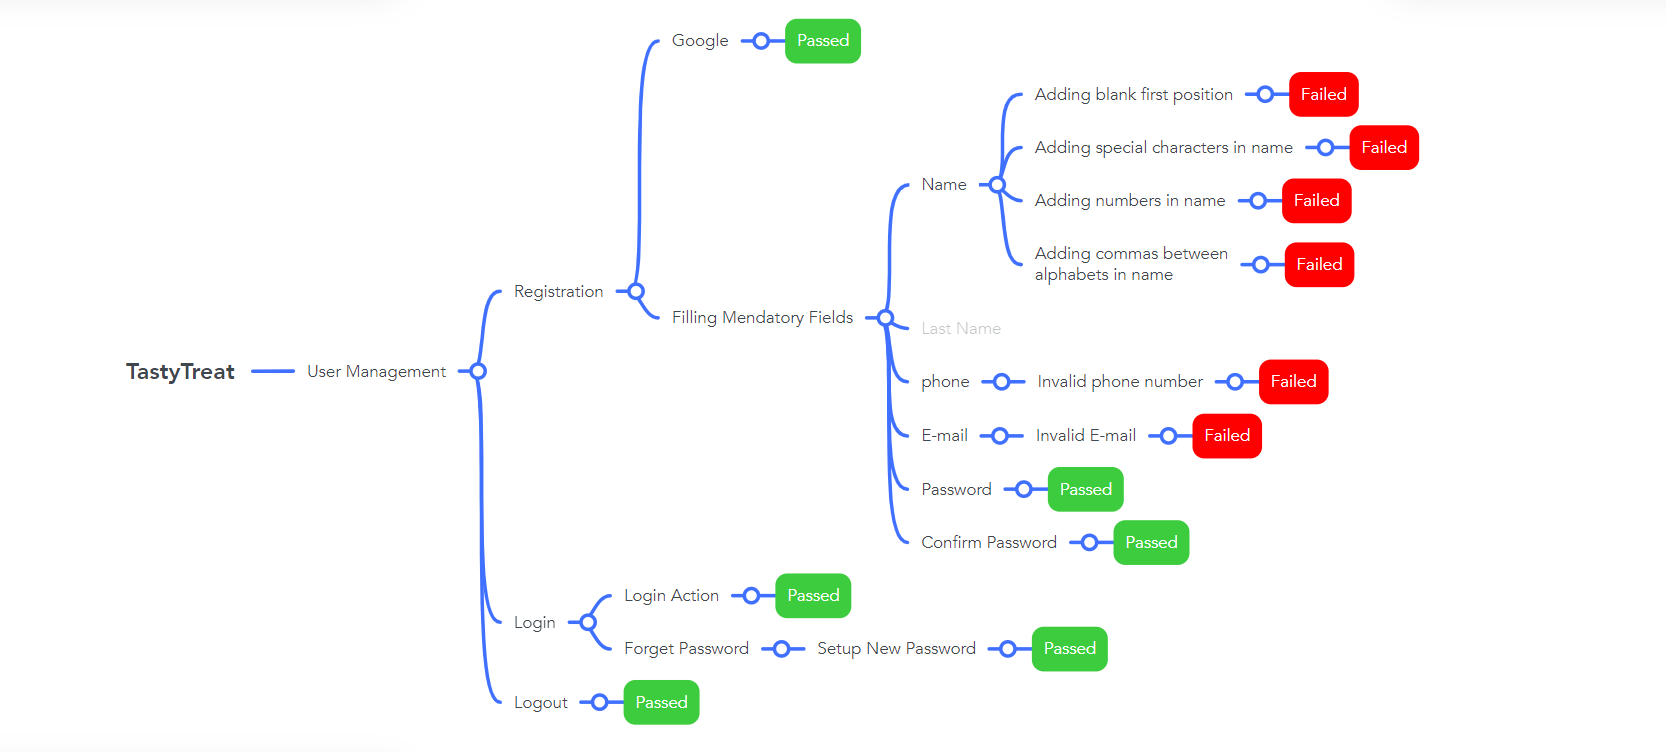 Google
Passed
Adding blank first position
Failed
Adding special characters in name
Failed
Name
Adding numbers in name
Failed
Adding commas between
alphabets in name
Failed
Registration
Filling Mendatory Fields
Last Name
TastyTreat
User Management
phone
Invalid phone number
Failed
E-mail
Invalid E-mail
Failed
Password
Passed
Confirm Password
Passed
Login
Login Action
Passed
Forget Password
Setup New Password
Passed
Logout
Passed